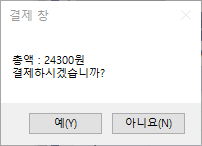 결제 창
총액 : 24300원
결제하시겠습니까?
예(Y)
아니요(N)